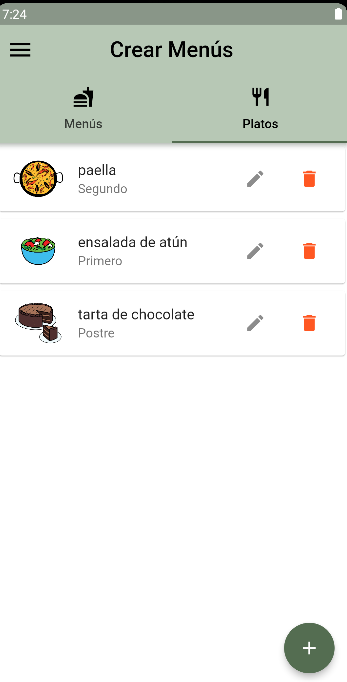 7:24
Crear Menús
Menús
Platos
paella
Segundo
ensalada de atún
Primero
tarta de chocolate
Postre